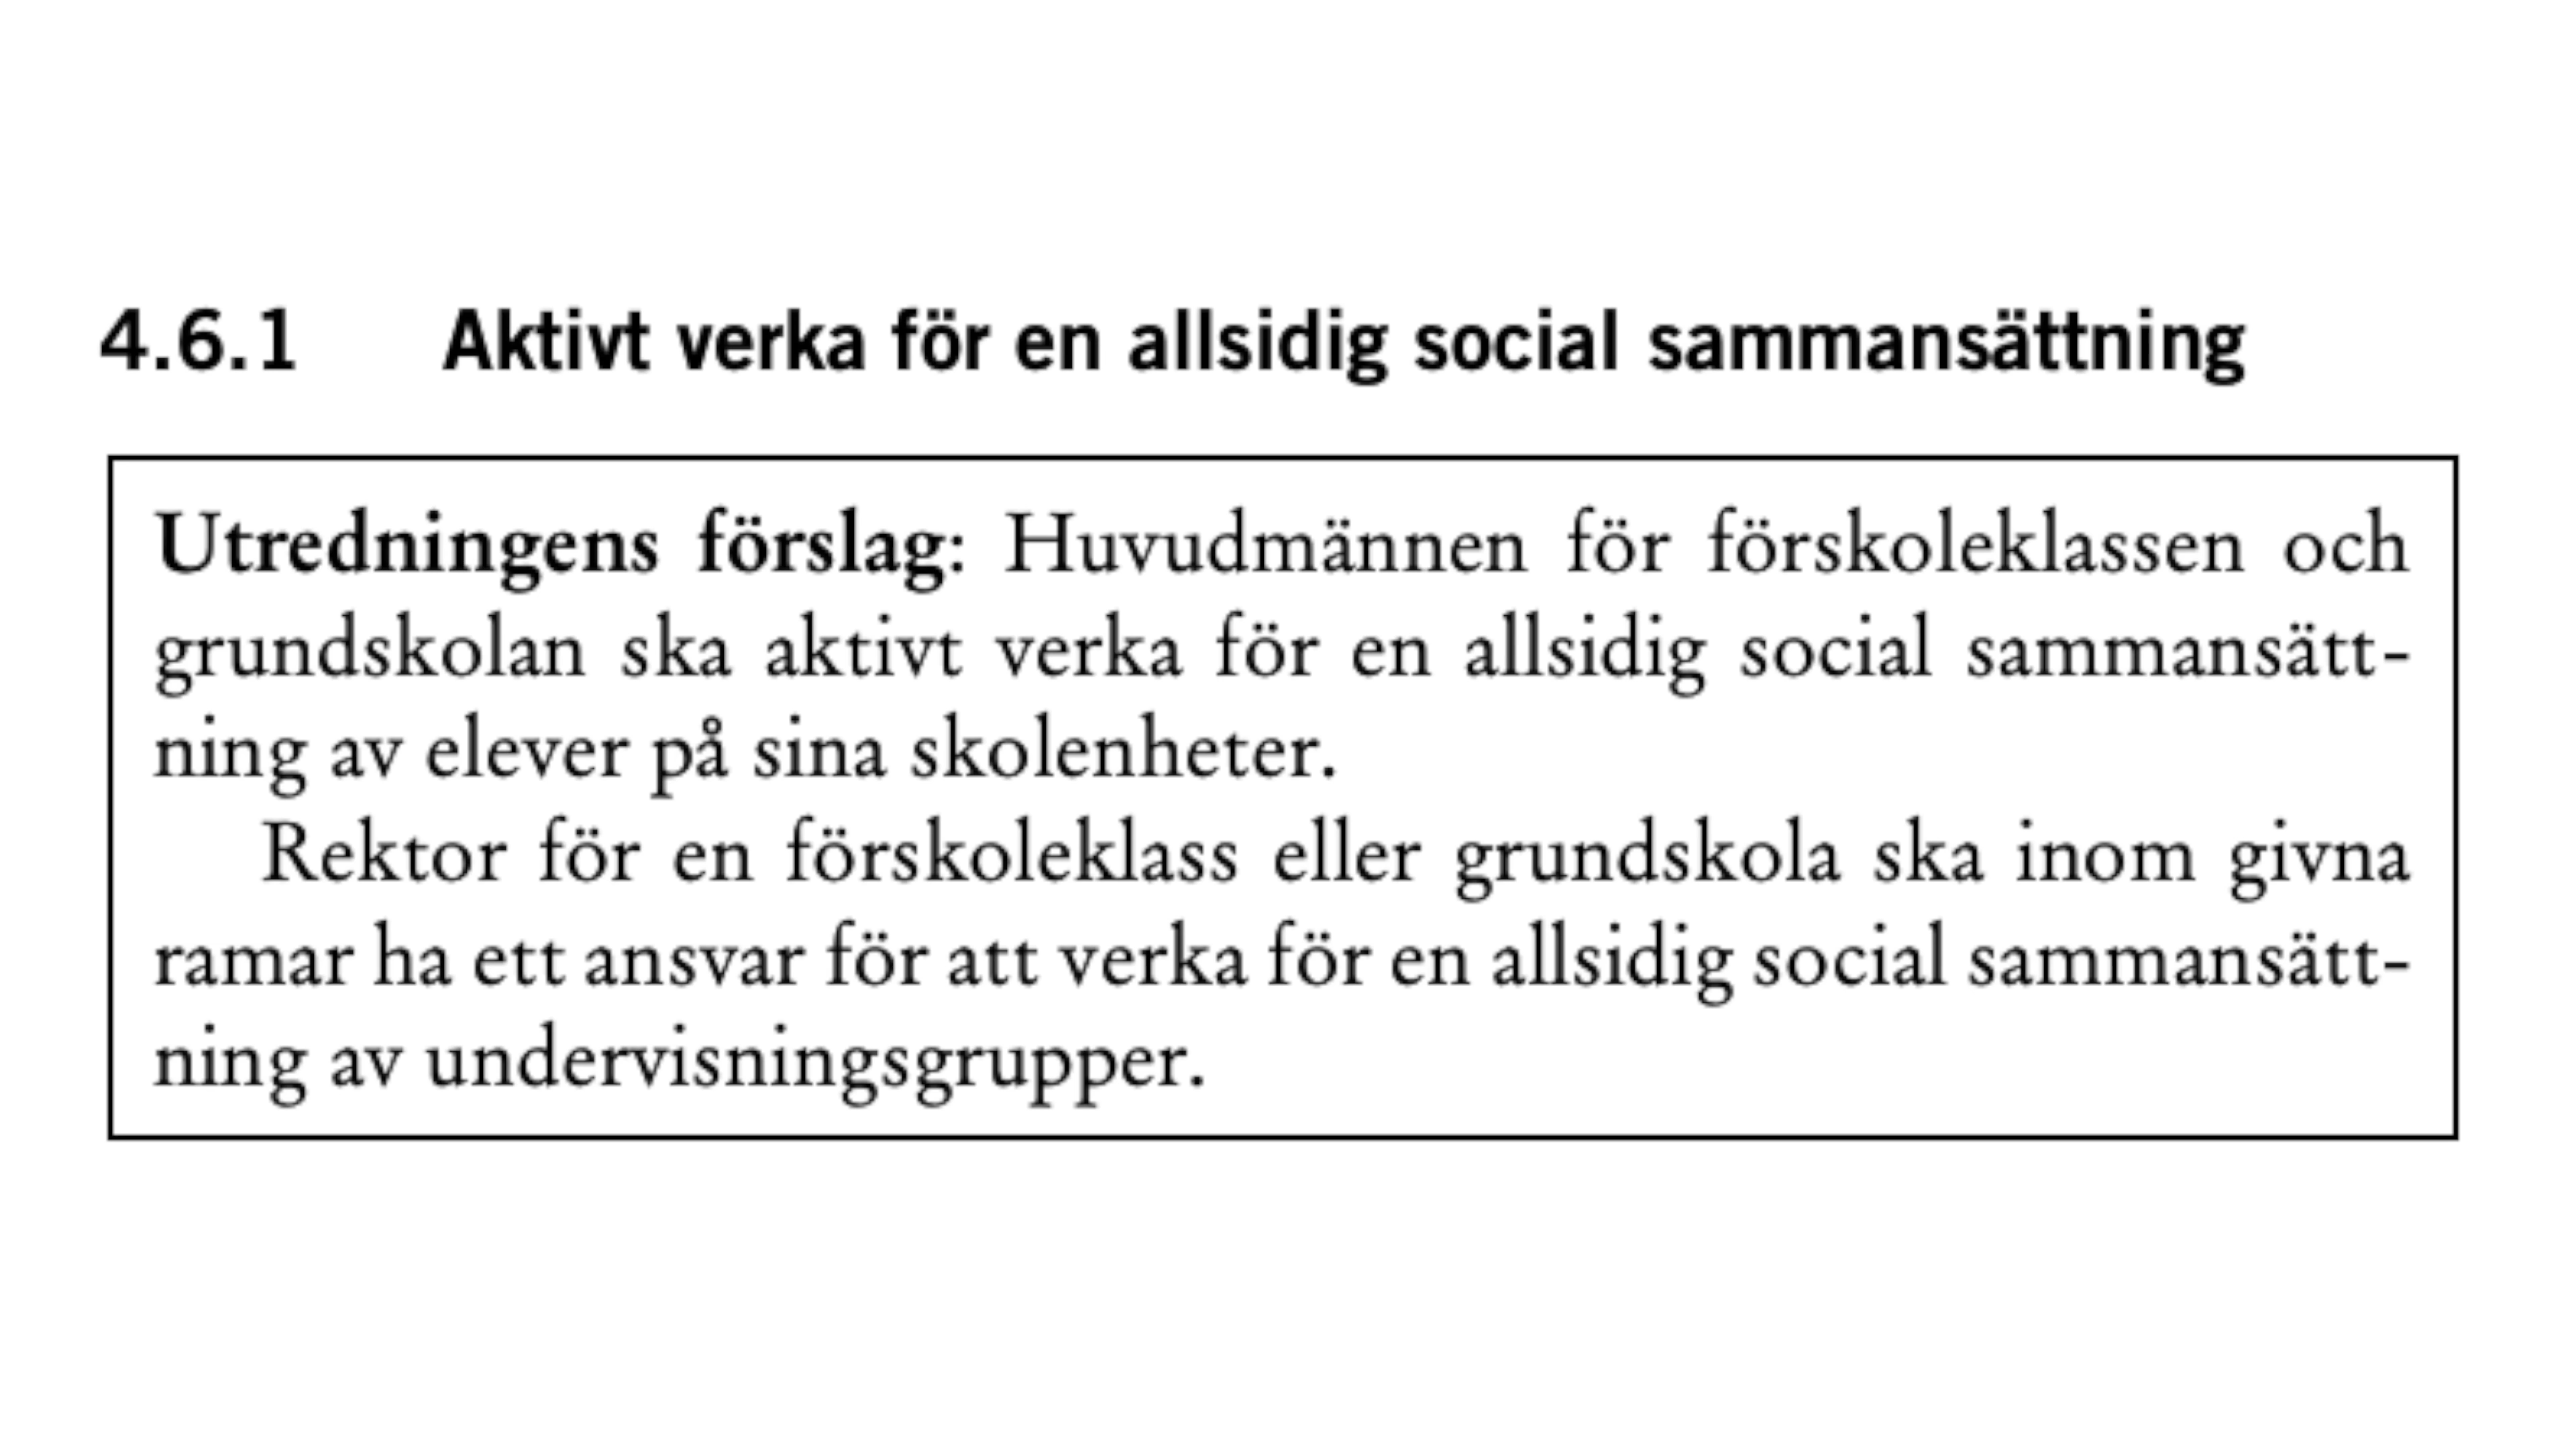 4.6.1 Aktivt verka för en allsidig social sammansättning
Utredningens förslag: Huvudmännen för förskoleklassen och
grundskolan ska aktivt verka för en allsidig social sammansätt-
ning av elever på sina skolenheter.
Rektor för en förskoleklass eller grundskola ska inom givna
ramar ha ett ansvar för att verka för en allsidig social sammansätt-
ning av undervisningsgrupper.